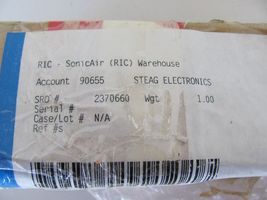 RIC - SonicAir (RIC) Warehouse
Account 90655 STEAG ELECTRONICS
SRO # 2370660 Wgt 1.00
Serial #
Case/Lot # N/A
Ref #s